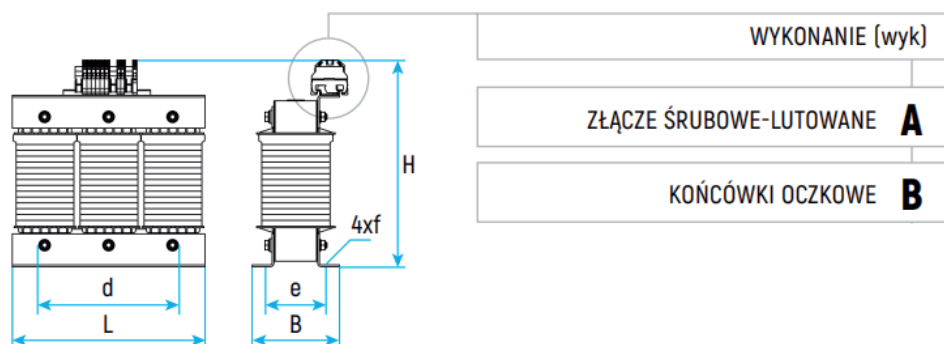 WYKONANIE (wyk)
ZŁĄCZE ŚRUBOWE-LUTOWANE A
KOŃCÓWKI OCZKOWE B
H
4xf
d
e
L
B